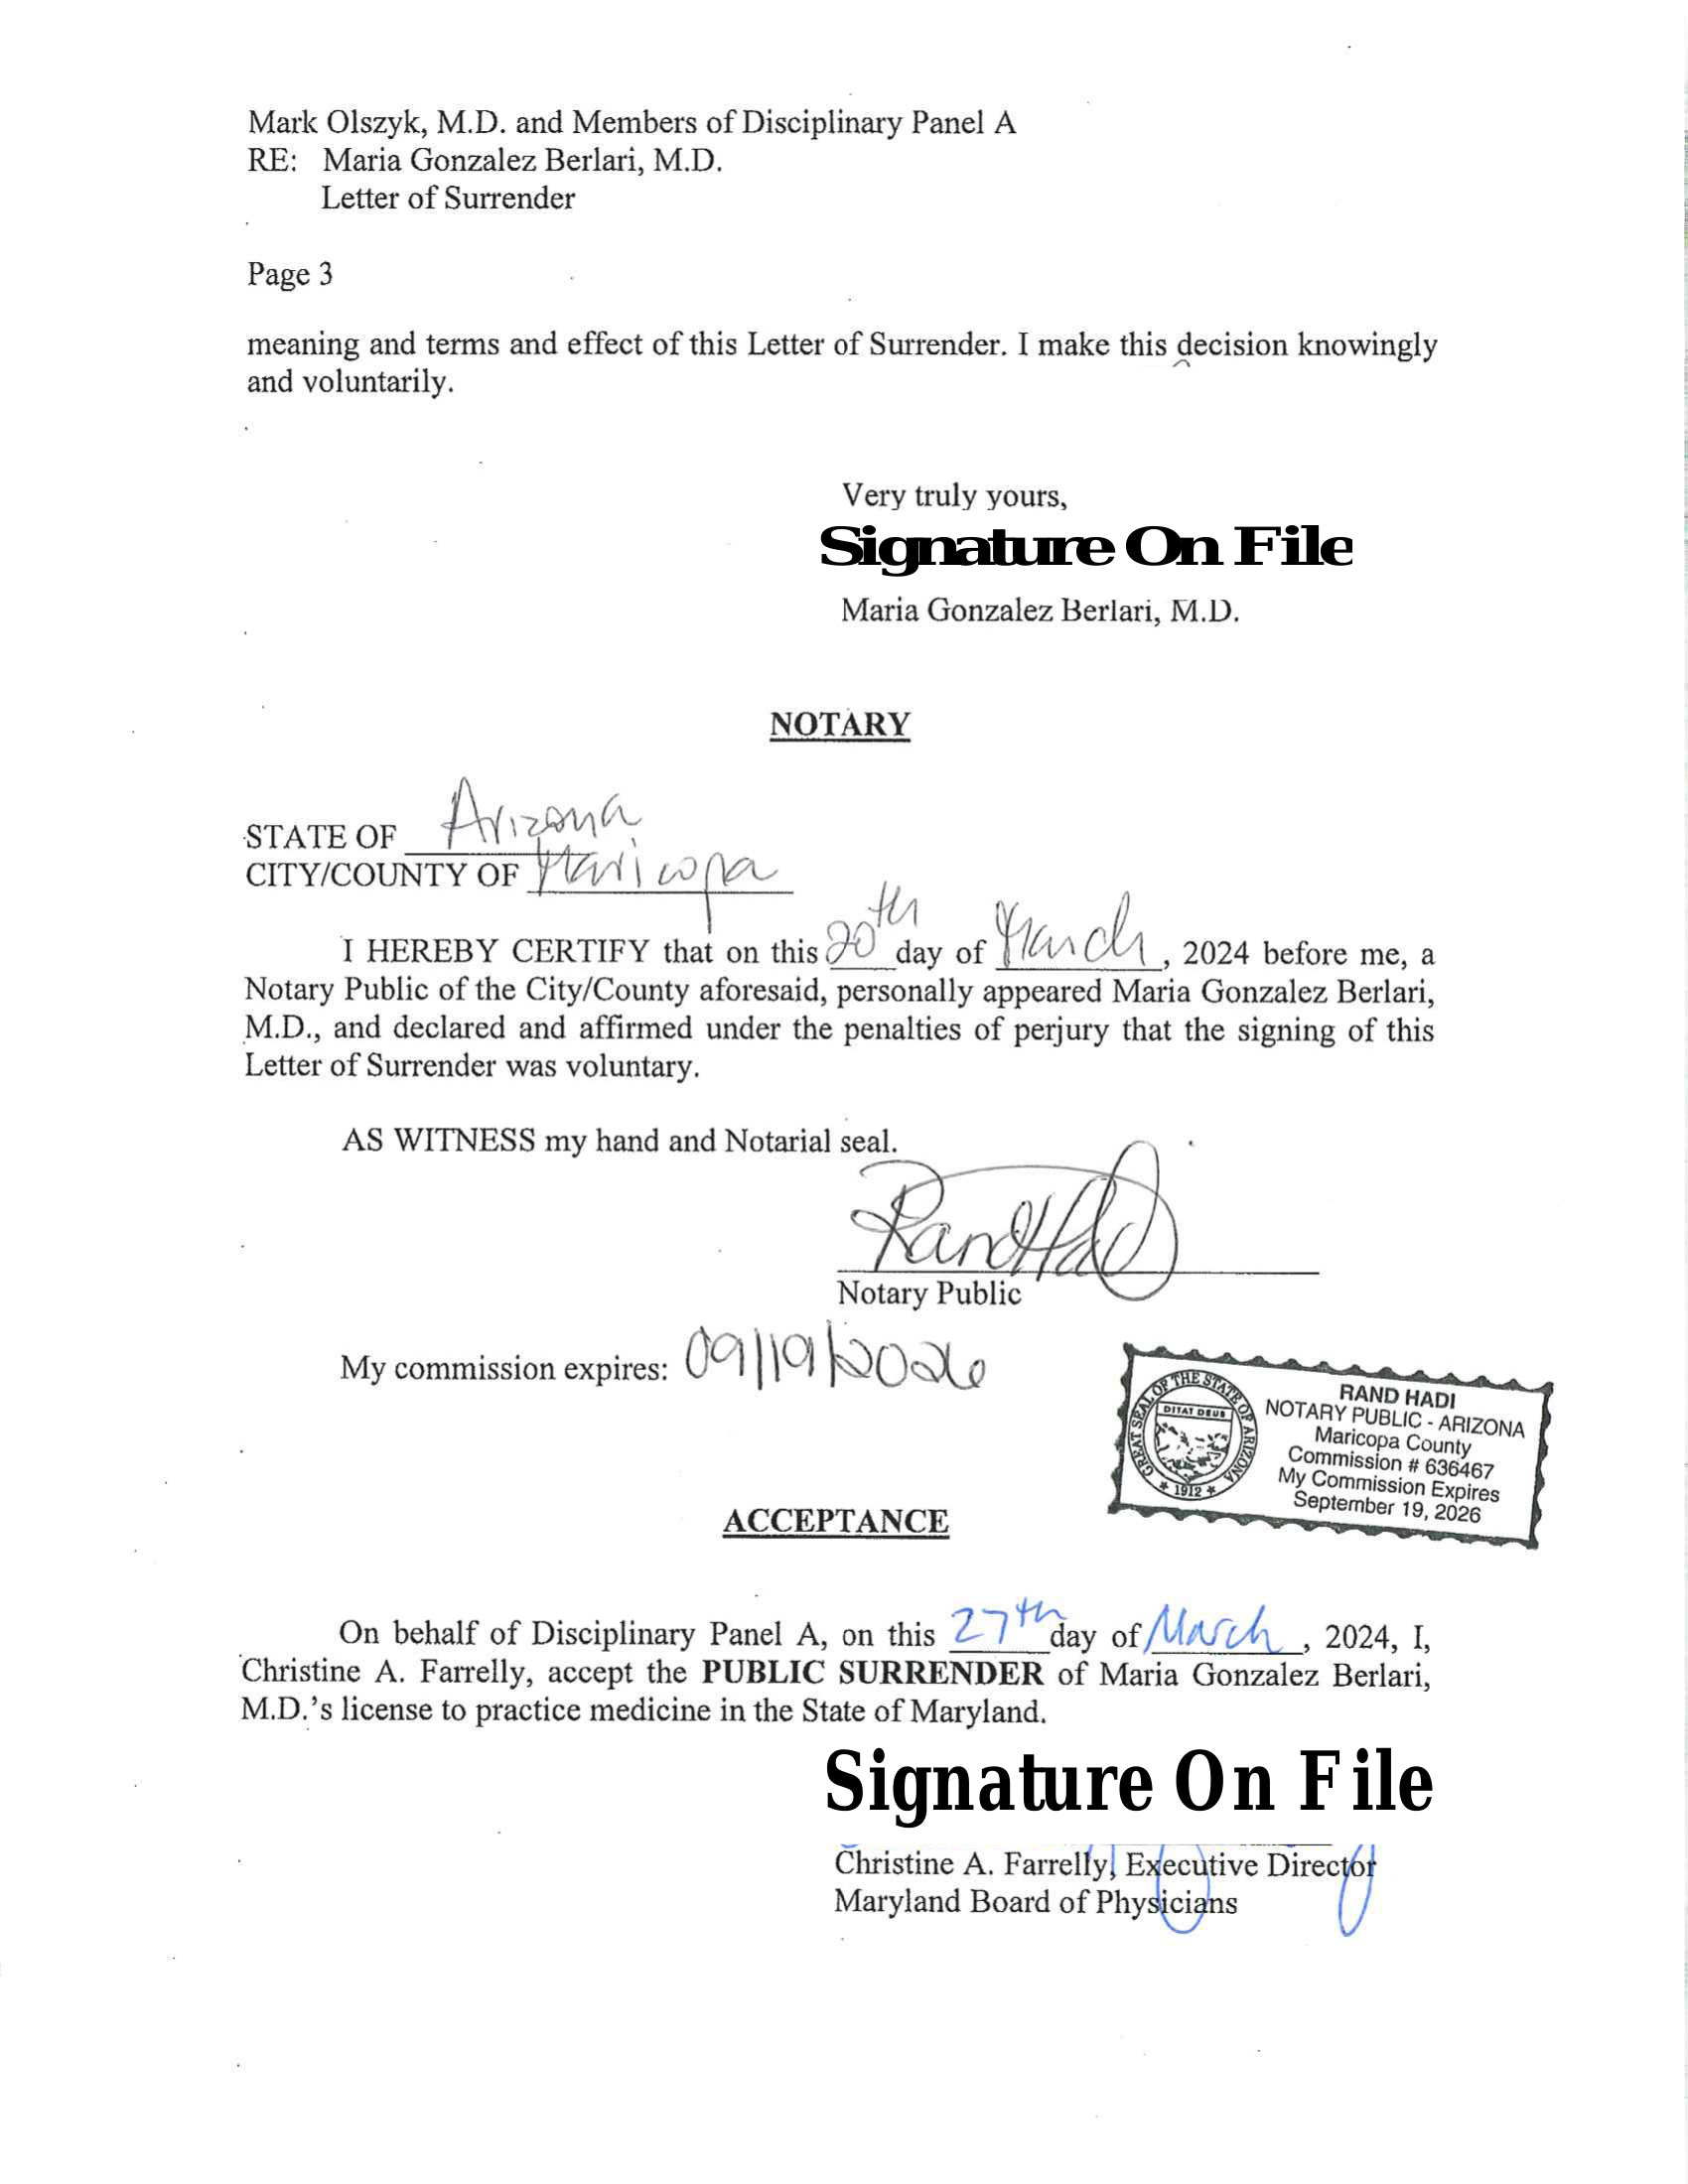 Mark Olszyk, M.D. and Members of Disciplinary Panel A
RE: Maria Gonzalez Berlari, M.D.
Letter of Surrender
Page 3
meaning and terms and effect of this Letter of Surrender. I make this decision knowingly
and voluntarily.
Very truly yours,
Signature On File
Maria Gonzalez Berlari, M.D.
NOTARY
STATE OF Arizona
CITY/COUNTY OF Maricopa
I HEREBY CERTIFY that on this 20th day of March, 2024 before me, a
Notary Public of the City/County aforesaid, personally appeared Maria Gonzalez Berlari,
M.D., and declared and affirmed under the penalties of perjury that the signing of this
Letter of Surrender was voluntary.
AS WITNESS my hand and Notarial seal.
Rand Hadi
Notary Public
My commission expires: 09/19/2026
GREAT SEAL OF THE STATE OF ARIZONA
DITAT DEUS
1912
RAND HADI
NOTARY PUBLIC - ARIZONA
Maricopa County
Commission # 636467
My Commission Expires
September 19, 2026
ACCEPTANCE
On behalf of Disciplinary Panel A, on this 27th day of March, 2024, I,
Christine A. Farrelly, accept the PUBLIC SURRENDER of Maria Gonzalez Berlari,
M.D.'s license to practice medicine in the State of Maryland.
Signature On File
Christine A. Farrelly, Executive Director
Maryland Board of Physicians